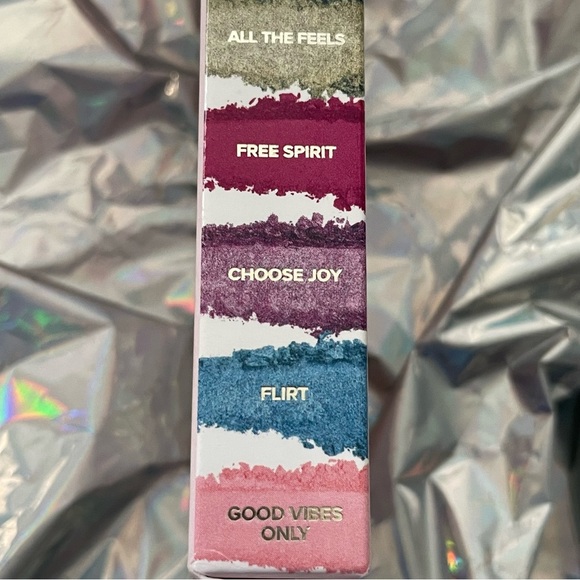 ALL THE FEELS
FREE SPIRIT
CHOOSE JOY
FLIRT
GOOD VIBES
ONLY